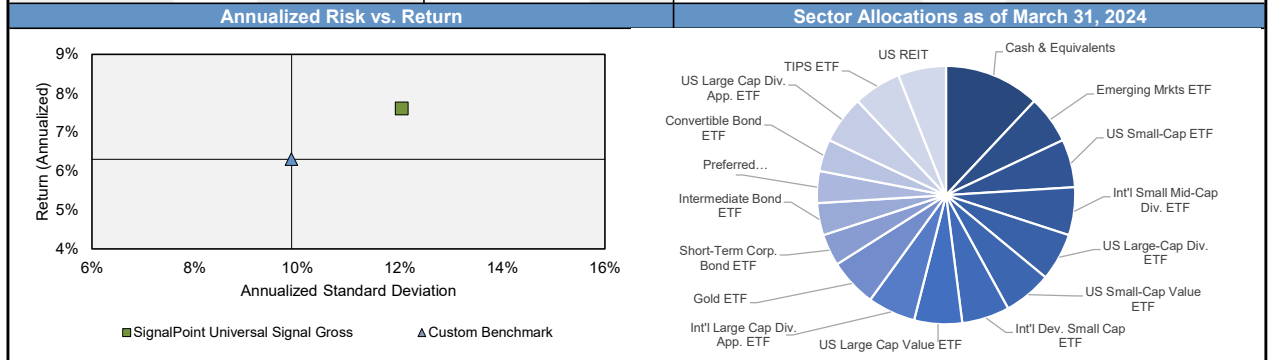 Annualized Risk vs. Return
9%
8%
7%
6%
5%
4%
Return (Annualized)
6%
8%
10%
12%
14%
16%
Annualized Standard Deviation
SignalPoint Universal Signal Gross
Custom Benchmark
Sector Allocations as of March 31, 2024
Cash & Equivalents
Emerging Mrkts ETF
US Small-Cap ETF
Int'l Small Mid-Cap
Div. ETF
US Large-Cap Div.
ETF
US Small-Cap Value
ETF
Int'l Dev. Small Cap
ETF
US Large Cap Value ETF
Int'l Large Cap Div.
App. ETF
Gold ETF
Short-Term Corp.
Bond ETF
Intermediate Bond
ETF
Preferred…
Convertible Bond
ETF
US Large Cap Div.
App. ETF
TIPS ETF
US REIT